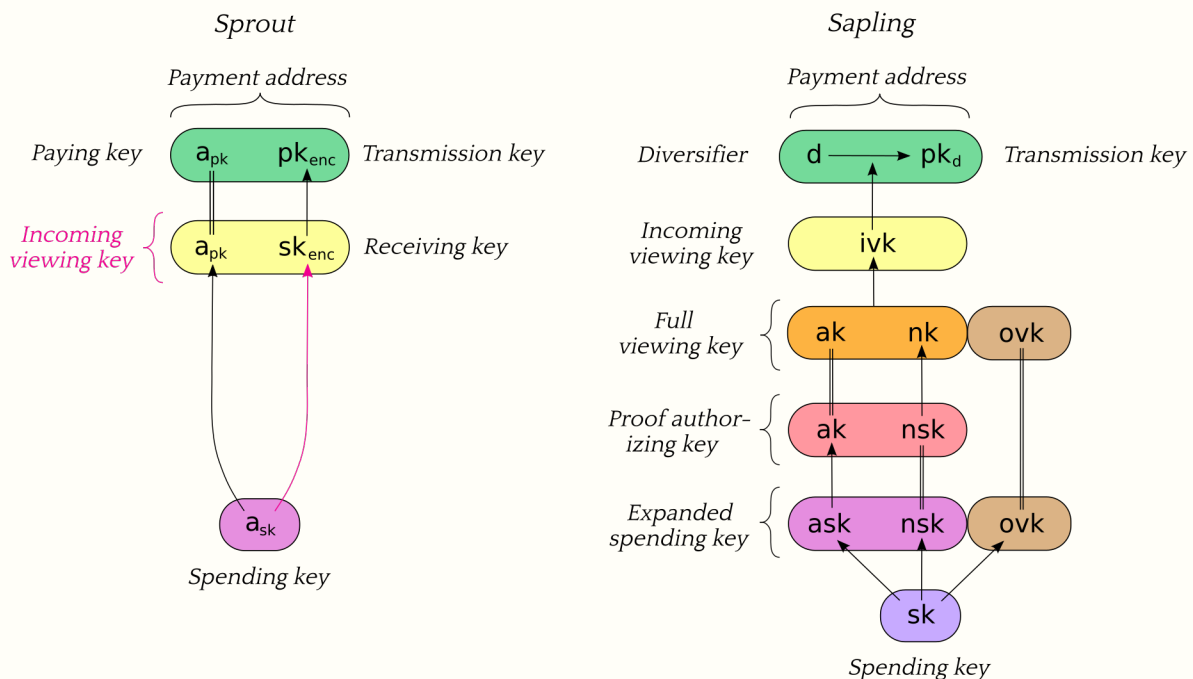 Sprout
Payment address
Paying key
a_pk
pk_enc
Transmission key
Incoming
viewing key
a_pk
sk_enc
Receiving key
a_sk
Spending key
Sapling
Payment address
Diversifier
d
pk_d
Transmission key
Incoming
viewing key
ivk
Full
viewing key
ak
nk
ovk
Proof author-
izing key
ak
nsk
Expanded
spending key
ask
nsk
ovk
sk
Spending key